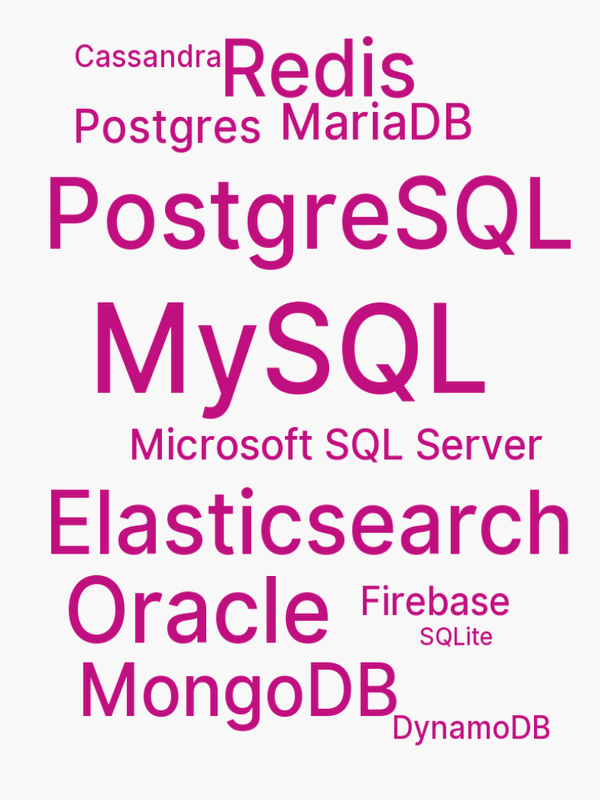 Cassandra Redis
Postgres MariaDB
PostgreSQL
MySQL
Microsoft SQL Server
Elasticsearch
Oracle Firebase
SQLite
MongoDB
DynamoDB